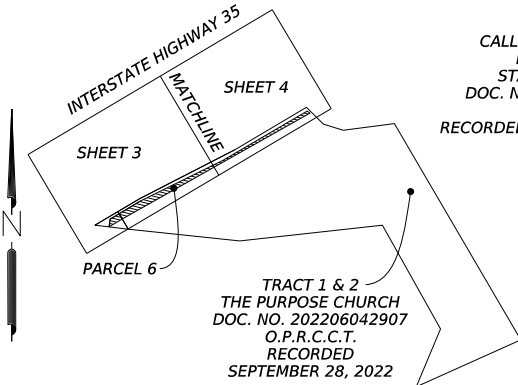 INTERSTATE HIGHWAY 35
MATCHLINE
SHEET 4
SHEET 3
N
PARCEL 6
TRACT 1 & 2
THE PURPOSE CHURCH
DOC. NO. 202206042907
O.P.R.C.C.T.
RECORDED
SEPTEMBER 28, 2022
CALL
DOC. N
RECORDED